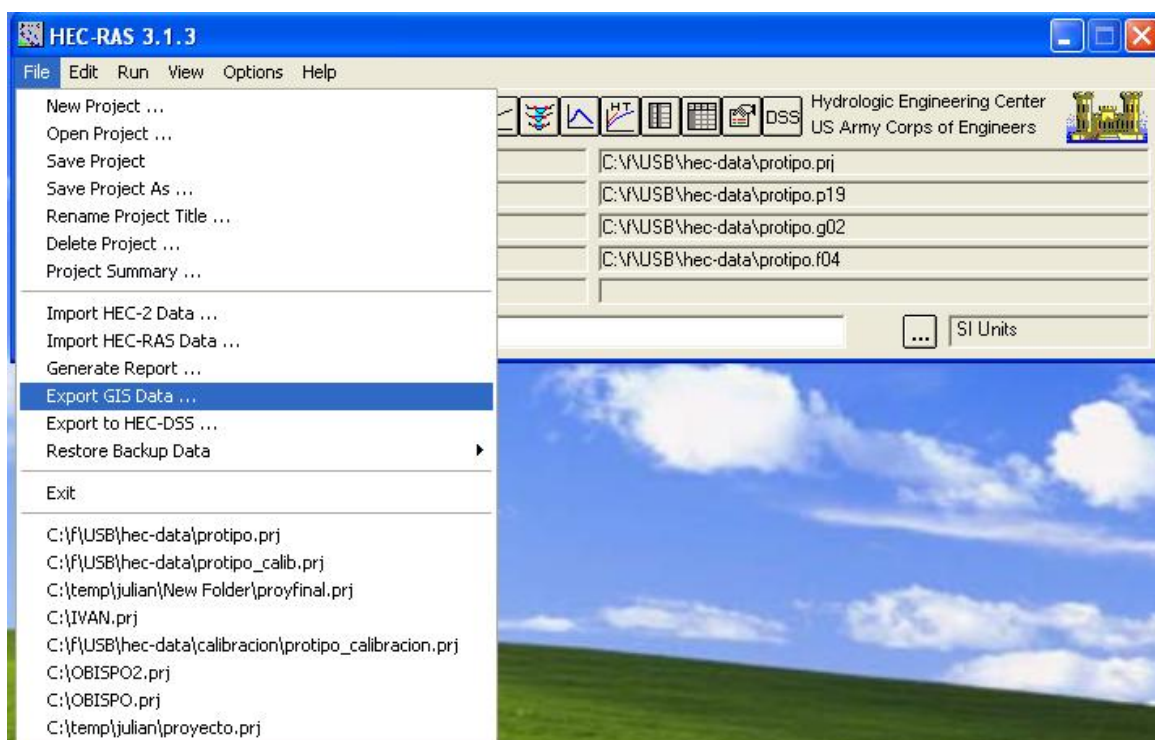 HEC-RAS 3.1.3
File Edit Run View Options Help
New Project ...
Open Project ...
Save Project
Save Project As ...
Rename Project Title ...
Delete Project ...
Project Summary ...
Import HEC-2 Data ...
Import HEC-RAS Data ...
Generate Report ...
Export GIS Data ...
Export to HEC-DSS ...
Restore Backup Data
Exit
C:\f\USB\hec-data\protipo.prj
C:\f\USB\hec-data\protipo_calib.prj
C:\temp\julian\New Folder\proyfinal.prj
C:\IVAN.prj
C:\f\USB\hec-data\calibracion\protipo_calibracion.prj
C:\OBISPO2.prj
C:\OBISPO.prj
C:\temp\julian\proyecto.prj
HT
DSS
Hydrologic Engineering Center
US Army Corps of Engineers
C:\f\USB\hec-data\protipo.prj
C:\f\USB\hec-data\protipo.p19
C:\f\USB\hec-data\protipo.g02
C:\f\USB\hec-data\protipo.f04
... SI Units